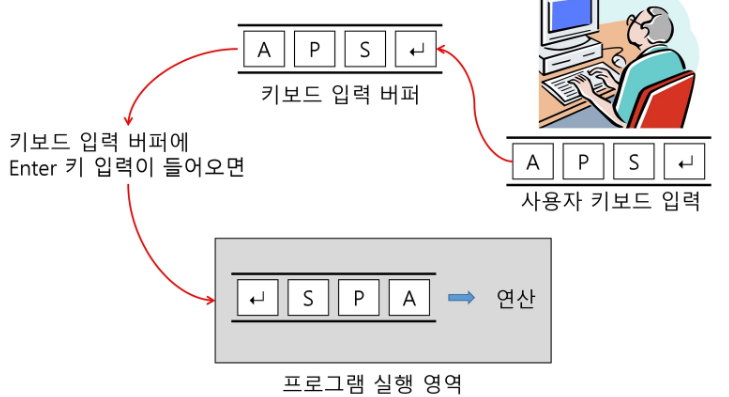 A P S ↵
키보드 입력 버퍼
키보드 입력 버퍼에
Enter 키 입력이 들어오면
A P S ↵
사용자 키보드 입력
↵ S P A
연산
프로그램 실행 영역